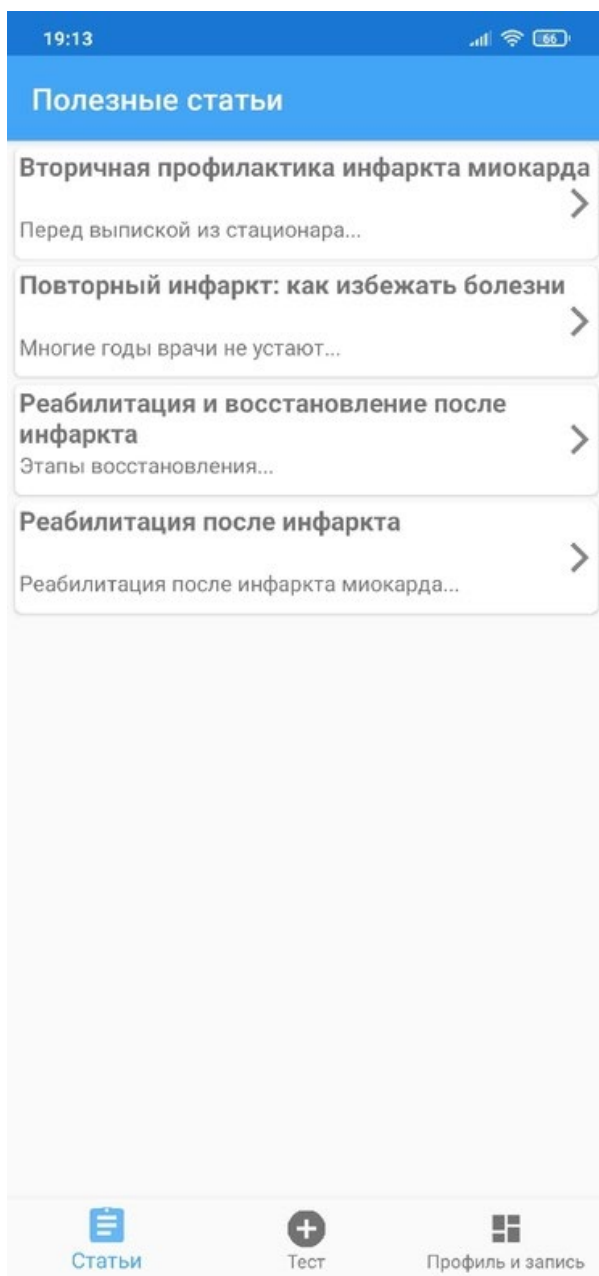 19:13
66
Полезные статьи
Вторичная профилактика инфаркта миокарда
Перед выпиской из стационара...
Повторный инфаркт: как избежать болезни
Многие годы врачи не устают...
Реабилитация и восстановление после
инфаркта
Этапы восстановления...
Реабилитация после инфаркта
Реабилитация после инфаркта миокарда...
Статьи
Тест
Профиль и запись